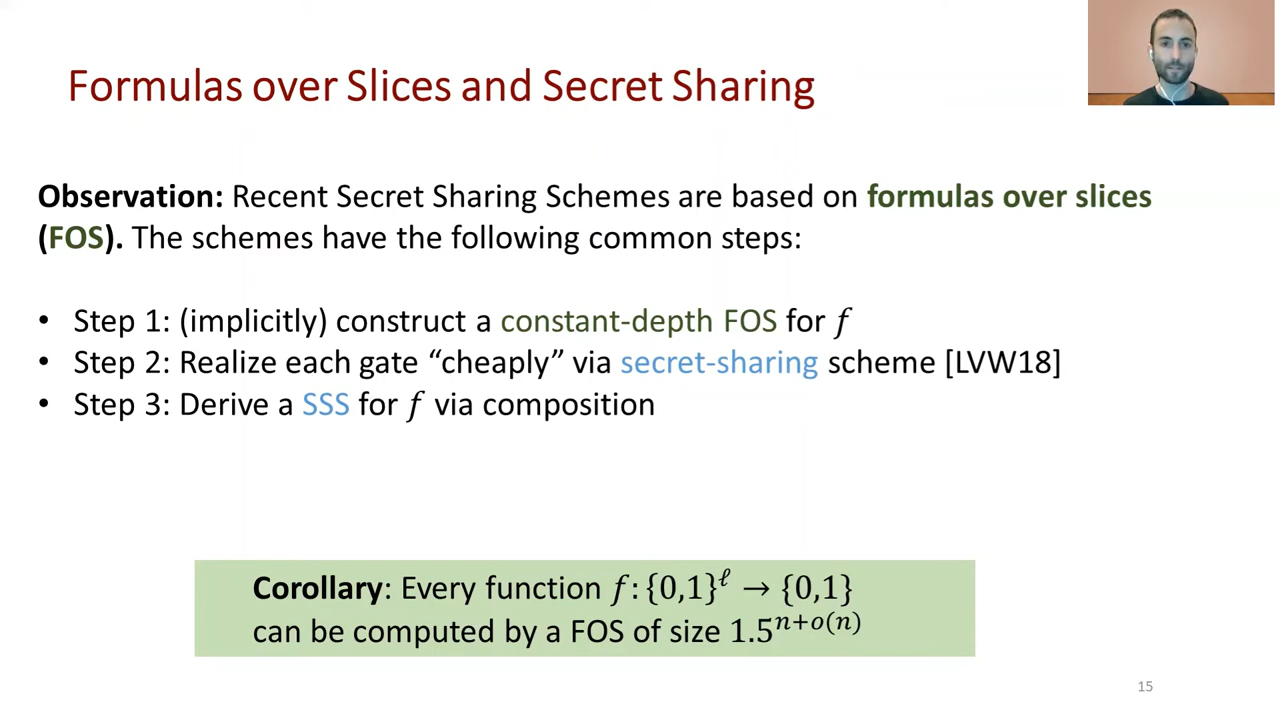 Formulas over Slices and Secret Sharing
Observation: Recent Secret Sharing Schemes are based on formulas over slices
(FOS). The schemes have the following common steps:
• Step 1: (implicitly) construct a constant-depth FOS for 𝑓
• Step 2: Realize each gate “cheaply” via secret-sharing scheme [LVW18]
• Step 3: Derive a SSS for 𝑓 via composition
Corollary: Every function 𝑓: {0,1}^ℓ → {0,1}
can be computed by a FOS of size 1.5^{𝑛+𝑜(𝑛)}
15